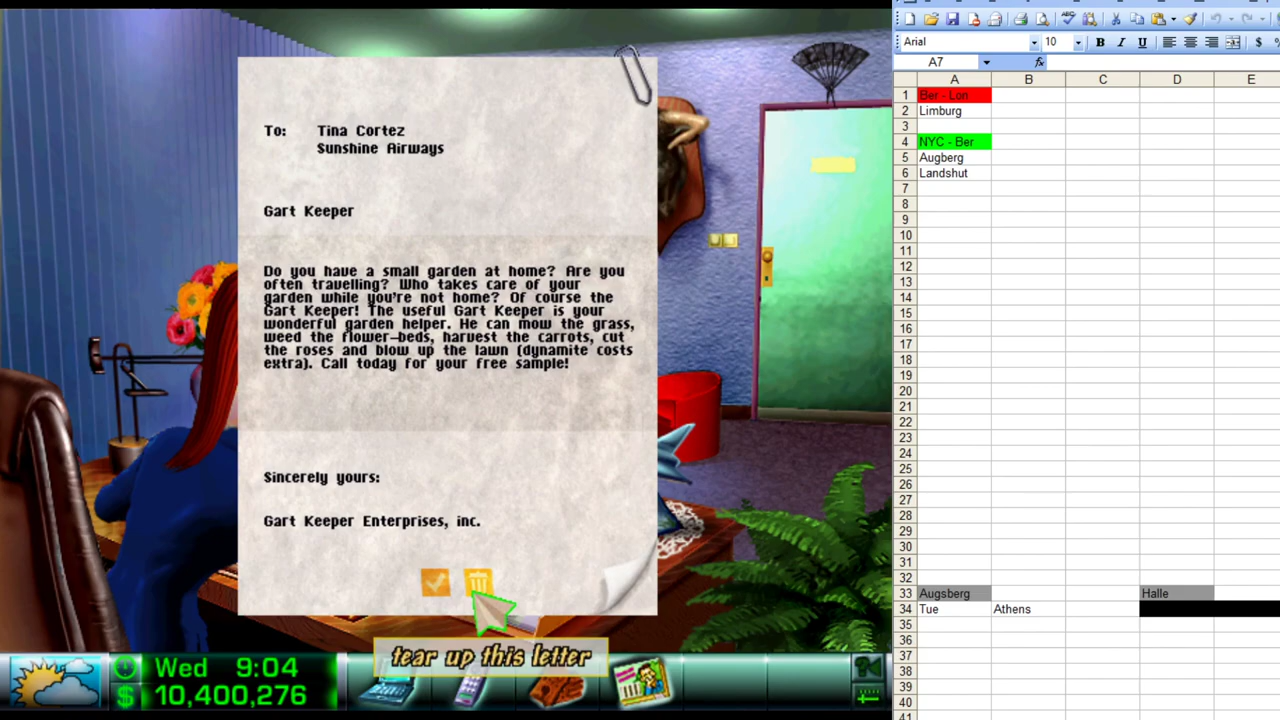 To: Tina Cortez
Sunshine Airways
Gart Keeper
Do you have a small garden at home? Are you
often travelling? Who takes care of your
garden while you're not home? Of course the
Gart Keeper! The useful Gart Keeper is your
wonderful garden helper. He can mow the grass,
weed the flower-beds, harvest the carrots, cut
the roses and blow up the lawn (dynamite costs
extra). Call today for your free sample!
Sincerely yours:
Gart Keeper Enterprises, inc.
tear up this letter
Wed 9:04
$ 10,400,276
Arial 10 B I U $ %
A7 fx
A B C D E
1 Ber - Lon
2 Limburg
3
4 NYC - Ber
5 Augberg
6 Landshut
7
8
9
10
11
12
13
14
15
16
17
18
19
20
21
22
23
24
25
26
27
28
29
30
31
32
33 Augsberg Halle
34 Tue Athens
35
36
37
38
39
40
41